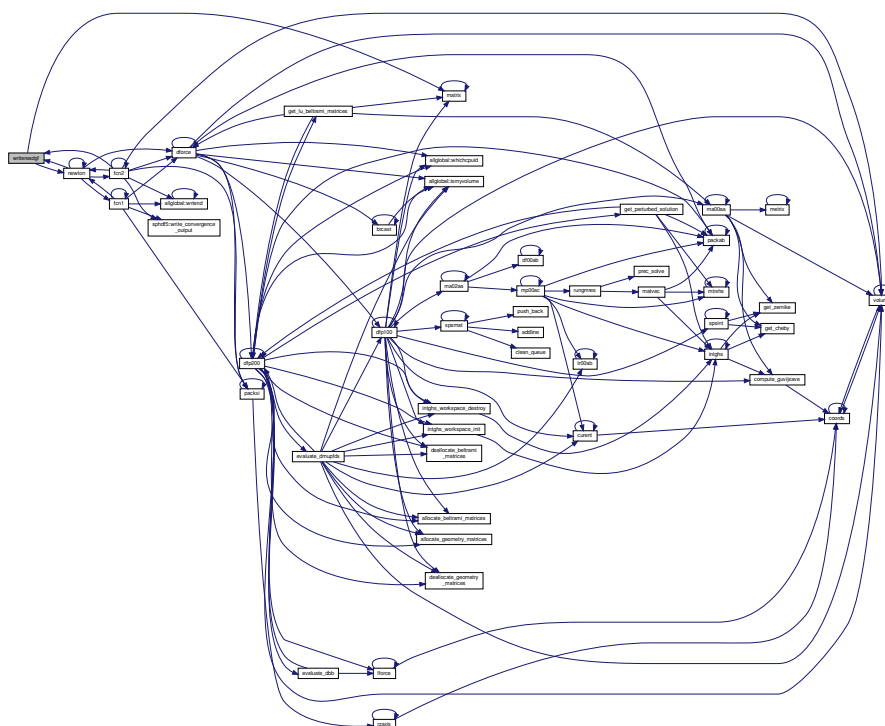 matrix
get_lu_beltrami_matrices
dforce
writereadgf
newton
fcn2
allglobal::whichcpuid
allglobal::ismyvolume
fcn1
allglobal::wrtend
sphdf5::write_convergence
_output
brcast
get_perturbed_solution
ma00aa
metrix
packab
df00ab
prec_solve
ma02aa
mp00ac
rungmres
matvec
mtrxhs
volume
get_zernike
push_back
spsmat
spsint
get_cheby
addline
dfp100
clean_queue
intghs
lr00ab
dfp200
compute_guvijsave
packxi
intghs_workspace_destroy
coords
intghs_workspace_init
curent
deallocate_beltrami
_matrices
evaluate_dmupfdx
allocate_beltrami_matrices
allocate_geometry_matrices
deallocate_geometry
_matrices
evaluate_dbb
lforce
rzaxis